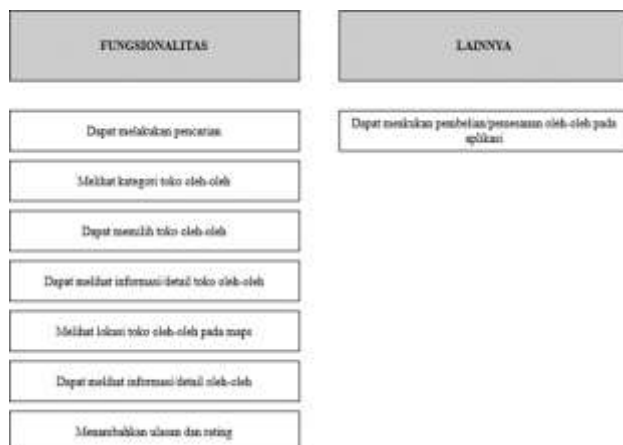 FUNGSIONALITAS
Dapat melakukan pencarian
Melihat kategori toko oleh-oleh
Dapat memilih toko oleh-oleh
Dapat melihat informasi/detail toko oleh-oleh
Melihat lokasi toko oleh-oleh pada maps
Dapat melihat informasi/detail oleh-oleh
Menambahkan ulasan dan rating
LAINNYA
Dapat melakukan pembelian/pemesanan oleh-oleh pada
aplikasi